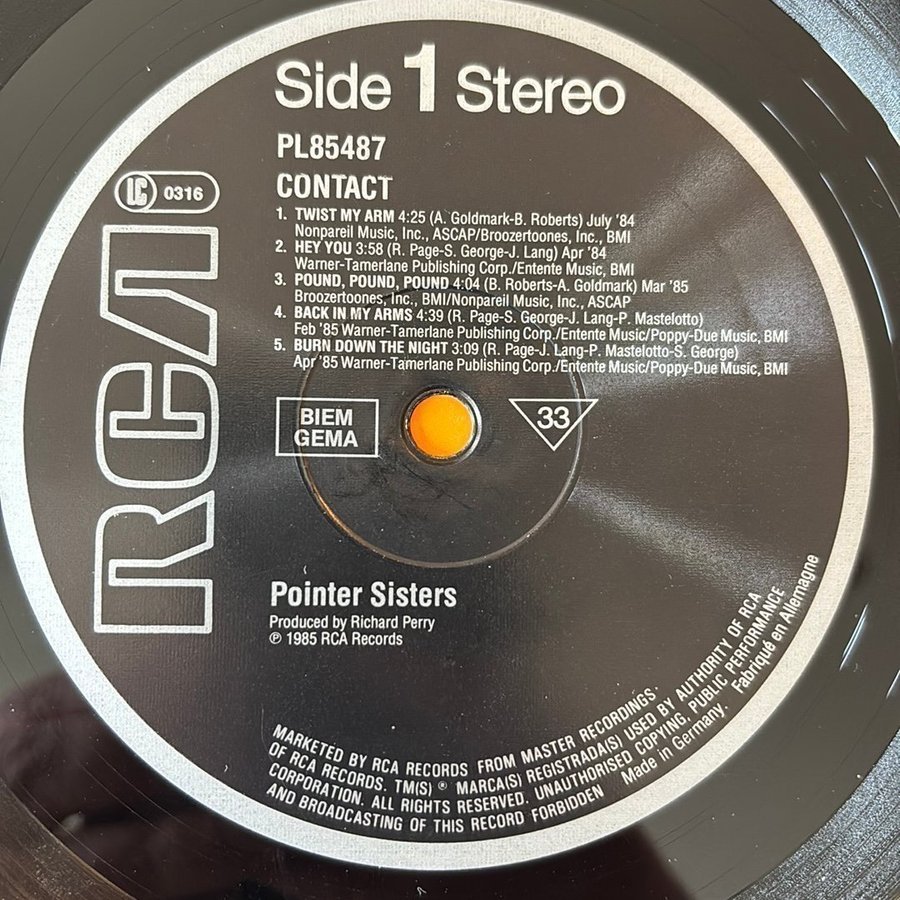 Side 1 Stereo
PL85487
CONTACT
LC 0316
RCA
1. TWIST MY ARM 4:25 (A. Goldmark-B. Roberts) July '84
Nonpareil Music, Inc., ASCAP/Broozertoones, Inc., BMI
2. HEY YOU 3:58 (R. Page-S. George-J. Lang) Apr '84
Warner-Tamerlane Publishing Corp./Entente Music, BMI
3. POUND, POUND, POUND 4:04 (B. Roberts-A. Goldmark) Mar '85
Broozertoones, Inc., BMI/Nonpareil Music, Inc., ASCAP
4. BACK IN MY ARMS 4:39 (R. Page-S. George-J. Lang-P. Mastelotto)
Feb '85 Warner-Tamerlane Publishing Corp./Entente Music/Poppy-Due Music, BMI
5. BURN DOWN THE NIGHT 3:09 (R. Page-J. Lang-P. Mastelotto-S. George)
Apr '85 Warner-Tamerlane Publishing Corp./Entente Music/Poppy-Due Music, BMI
BIEM
GEMA
33
Pointer Sisters
Produced by Richard Perry
℗ 1985 RCA Records
MARKETED BY RCA RECORDS FROM MASTER RECORDINGS
OF RCA RECORDS. TM(S) ® MARCA(S) REGISTRADA(S) USED BY AUTHORITY OF RCA
CORPORATION. ALL RIGHTS RESERVED. UNAUTHORISED COPYING, PUBLIC PERFORMANCE
AND BROADCASTING OF THIS RECORD FORBIDDEN Made in Germany. Fabriqué en Allemagne